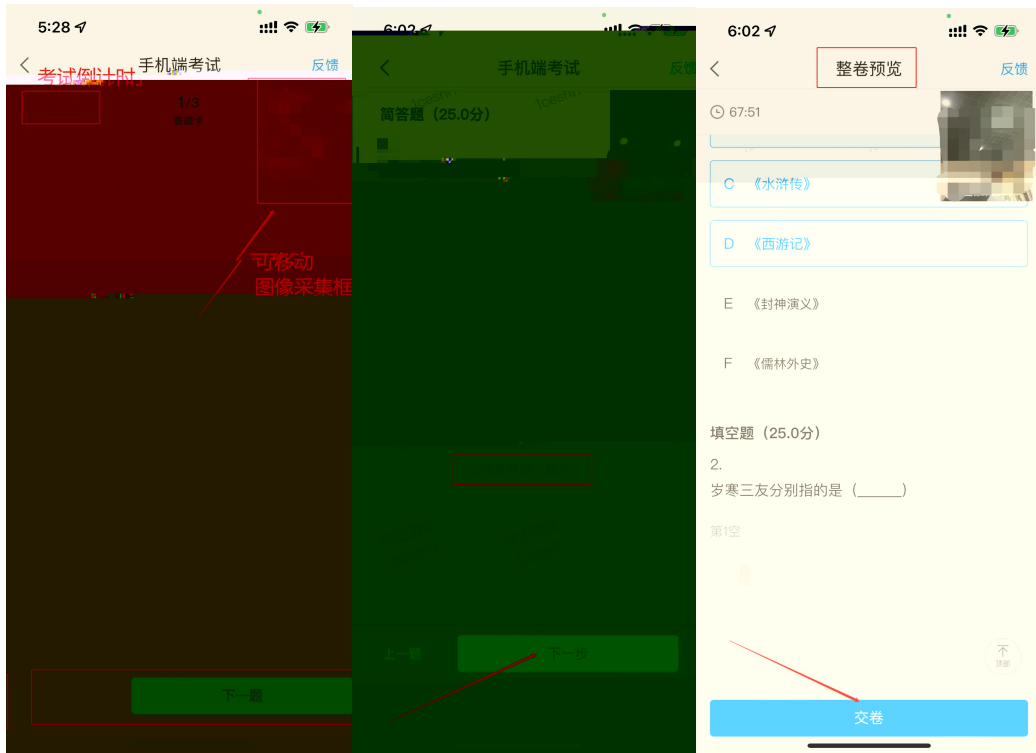 5:28
手机端考试
反馈
考试倒计时
1/3
答题卡
可移动
图像采集框
下一题
6:02
手机端考试
反馈
简答题（25.0分）
上一题
下一步
6:02
整卷预览
反馈
67:51
C 《水浒传》
D 《西游记》
E 《封神演义》
F 《儒林外史》
填空题（25.0分）
2.
岁寒三友分别指的是（______）
第1空
顶部
交卷